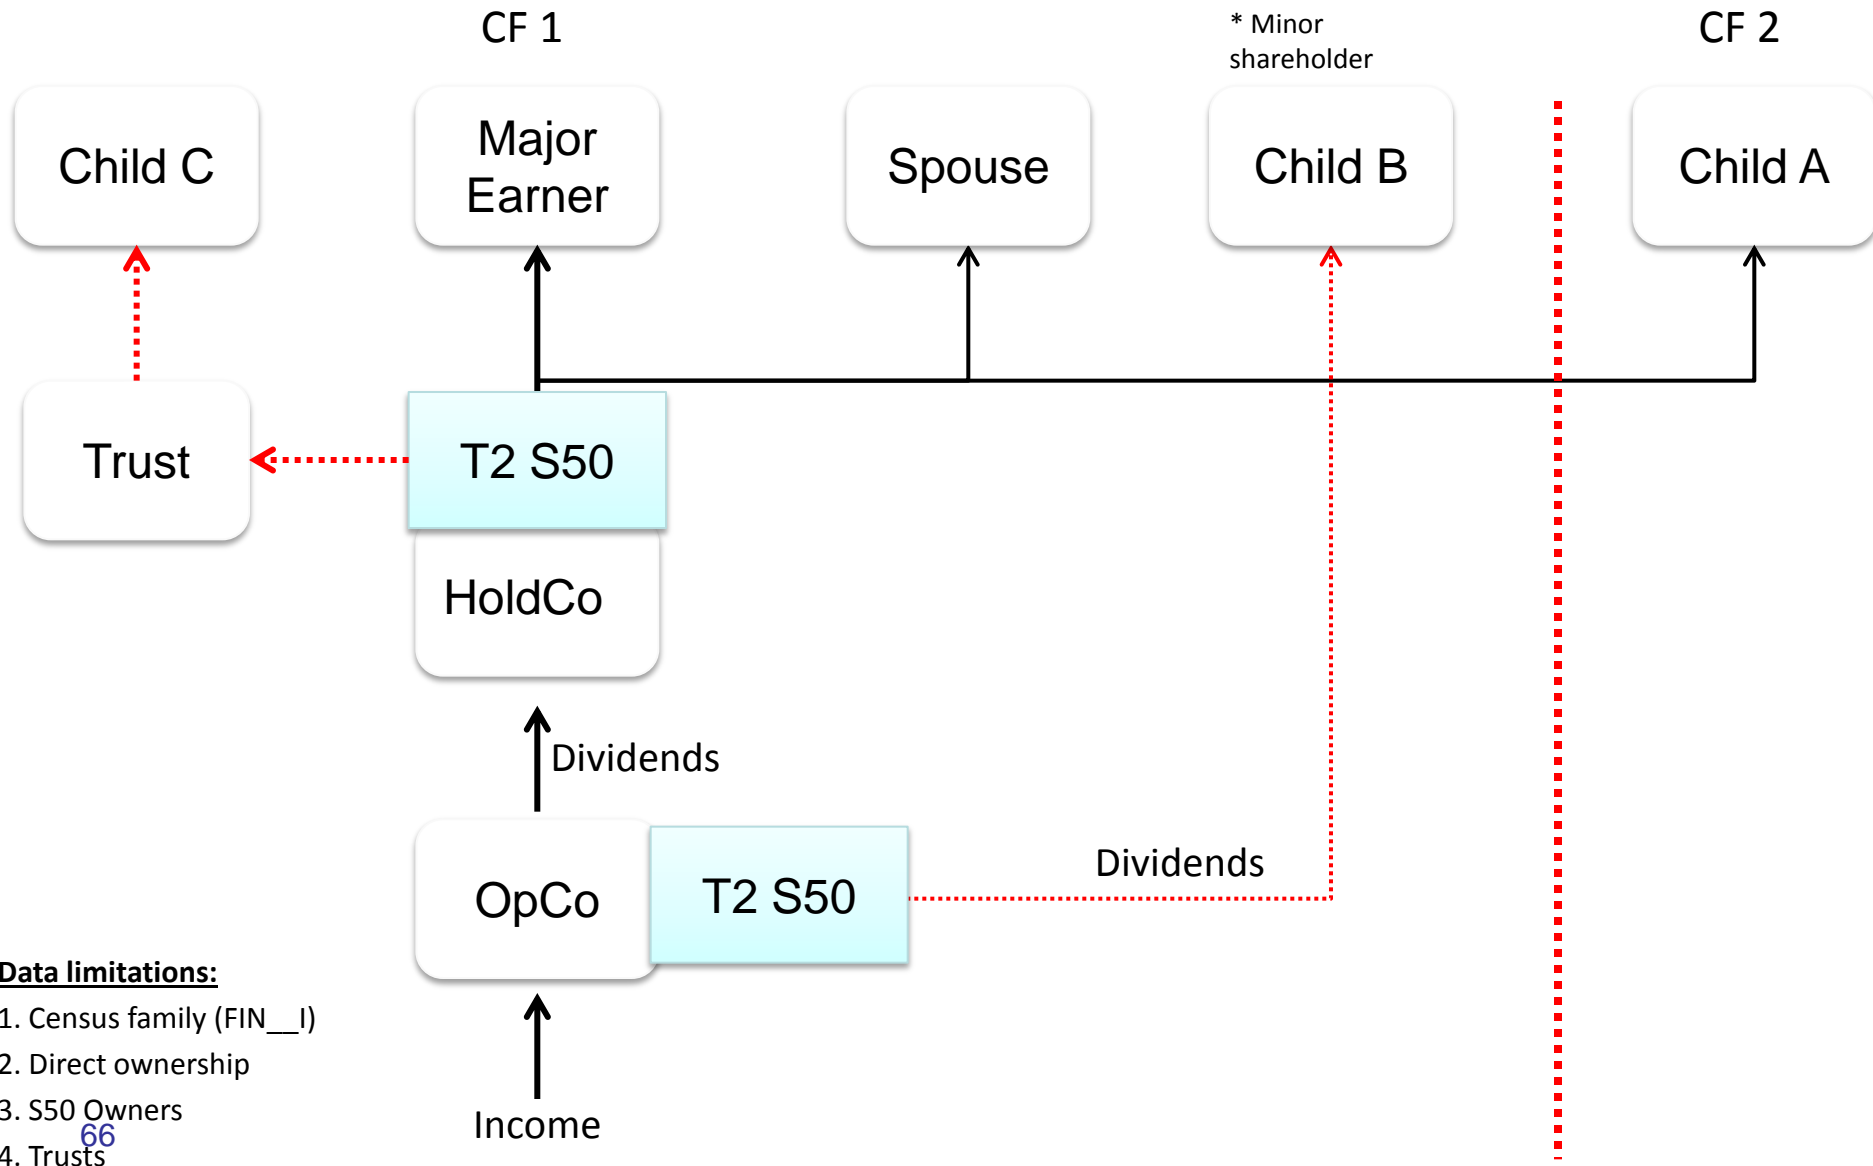 CF 1
* Minor
shareholder
CF 2
Child C
Major
Earner
Spouse
Child B
Child A
Trust
T2 S50
HoldCo
Dividends
OpCo
T2 S50
Dividends
Data limitations:
1. Census family (FIN__I)
2. Direct ownership
3. S50 Owners
4. Trusts
66
Income